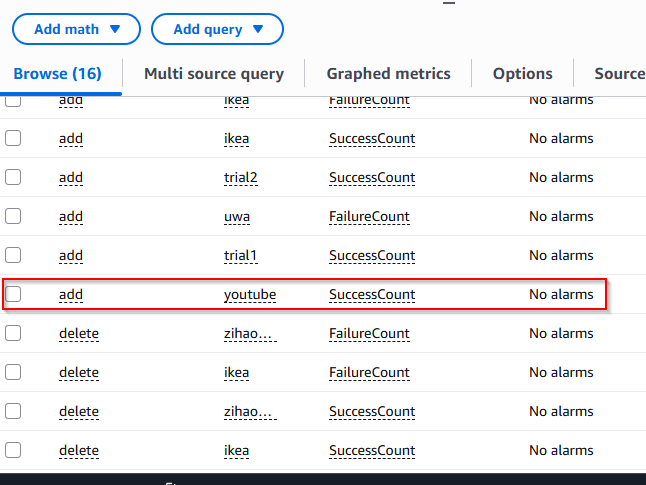 Add math ▼ Add query ▼
Browse (16) Multi source query Graphed metrics Options Source
add ikea FailureCount No alarms
add ikea SuccessCount No alarms
add trial2 SuccessCount No alarms
add uwa FailureCount No alarms
add trial1 SuccessCount No alarms
add youtube SuccessCount No alarms
delete zihao... FailureCount No alarms
delete ikea FailureCount No alarms
delete zihao... SuccessCount No alarms
delete ikea SuccessCount No alarms